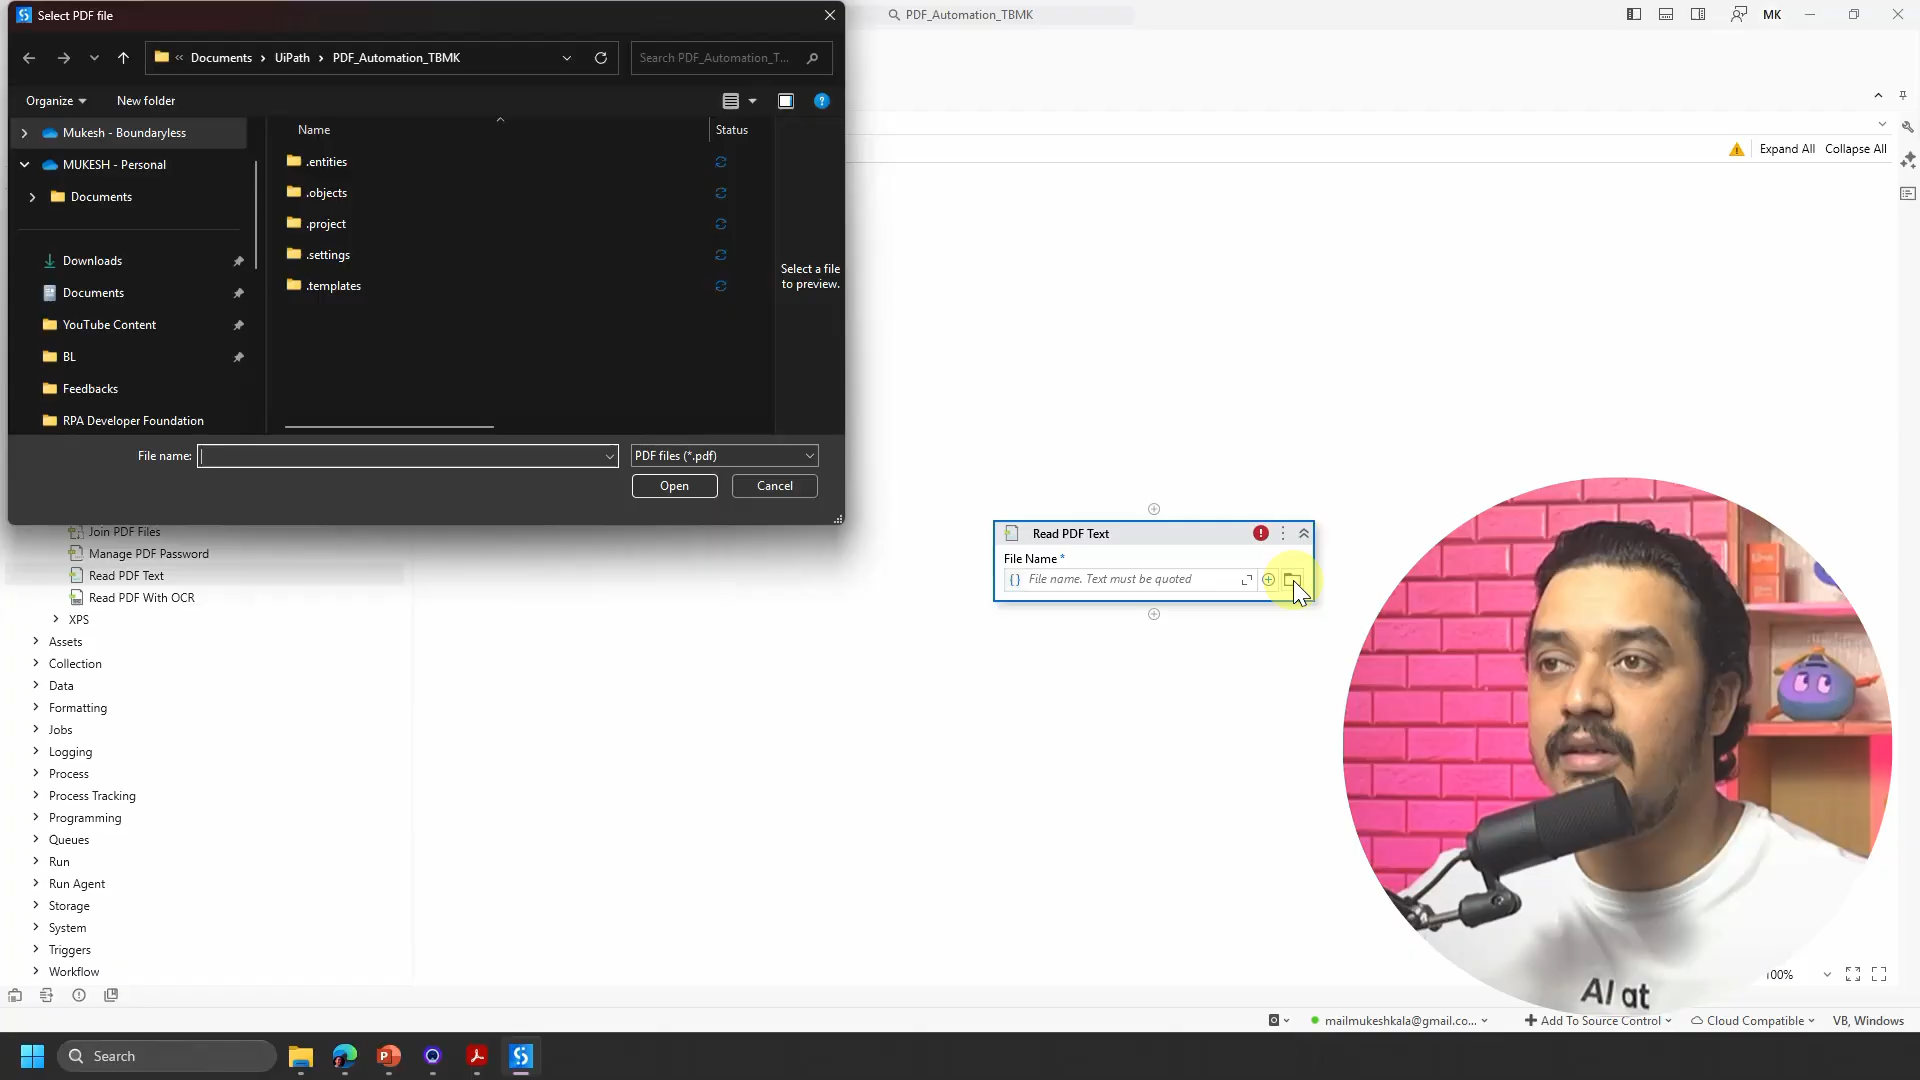 Select PDF file
PDF_Automation_TBMK
MK
Documents
UiPath
PDF_Automation_TBMK
Search PDF_Automation_T...
Organize
New folder
Mukesh - Boundaryless
MUKESH - Personal
Documents
Downloads
Documents
YouTube Content
BL
Feedbacks
RPA Developer Foundation
Name
Status
.entities
.objects
.project
.settings
.templates
Select a file
to preview.
File name:
PDF files (*.pdf)
Open
Cancel
Expand All
Collapse All
Join PDF Files
Manage PDF Password
Read PDF Text
Read PDF With OCR
XPS
Assets
Collection
Data
Formatting
Jobs
Logging
Process
Process Tracking
Programming
Queues
Run
Run Agent
Storage
System
Triggers
Workflow
Read PDF Text
File Name *
File name. Text must be quoted
AI at
100%
mailmukeshkala@gmail.co...
Add To Source Control
Cloud Compatible
VB, Windows
Search